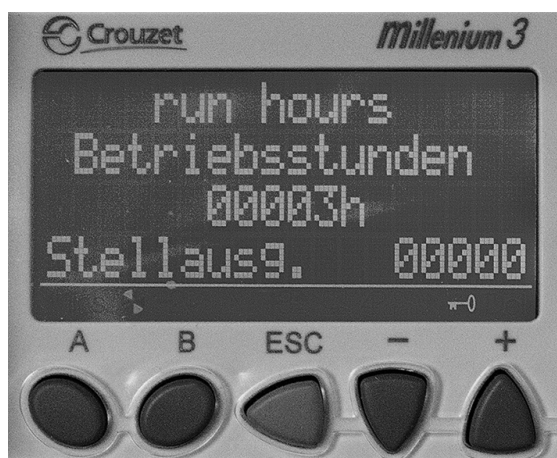 Crouzet Millenium 3
run hours
Betriebsstunden
00003h
Stellausg. 00000
A B ESC - +